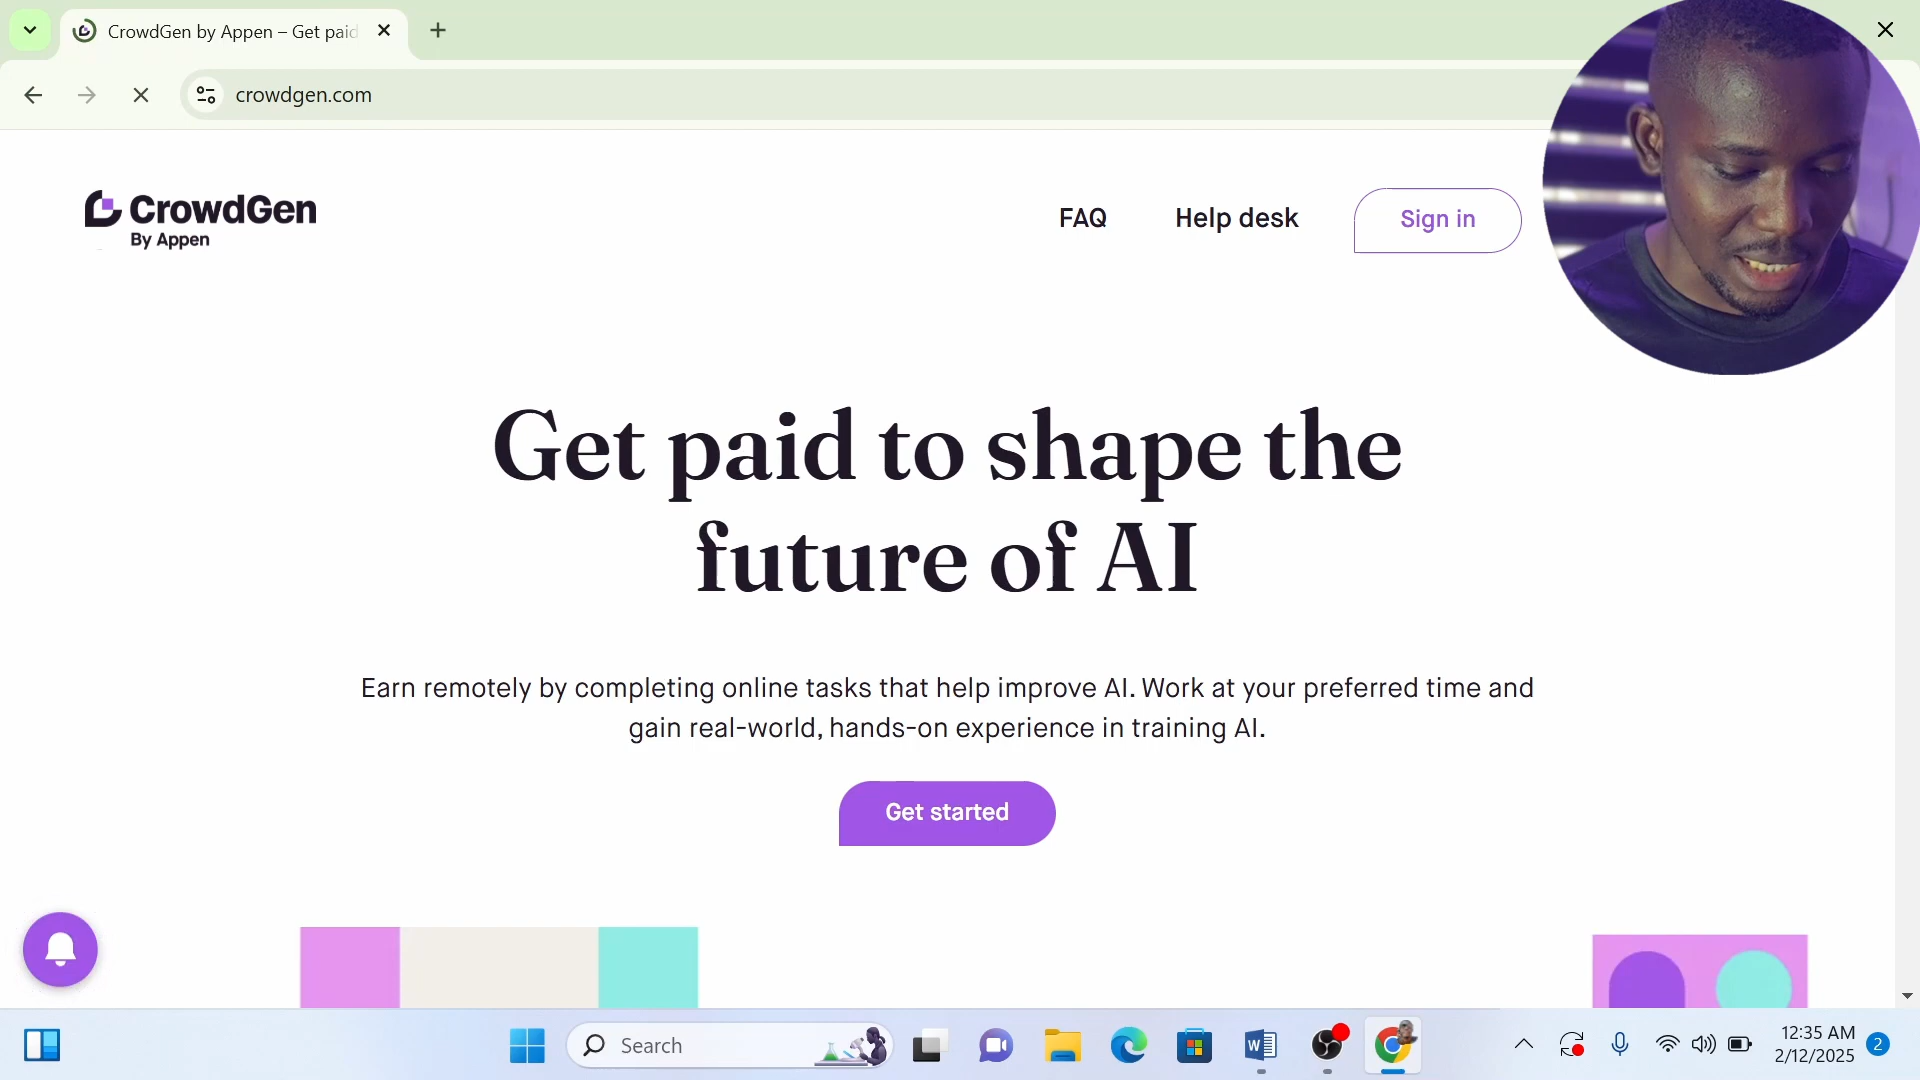 CrowdGen by Appen – Get paid
crowdgen.com
CrowdGen
By Appen
FAQ
Help desk
Sign in
Get paid to shape the
future of AI
Earn remotely by completing online tasks that help improve AI. Work at your preferred time and
gain real-world, hands-on experience in training AI.
Get started
Search
12:35 AM
2/12/2025
2